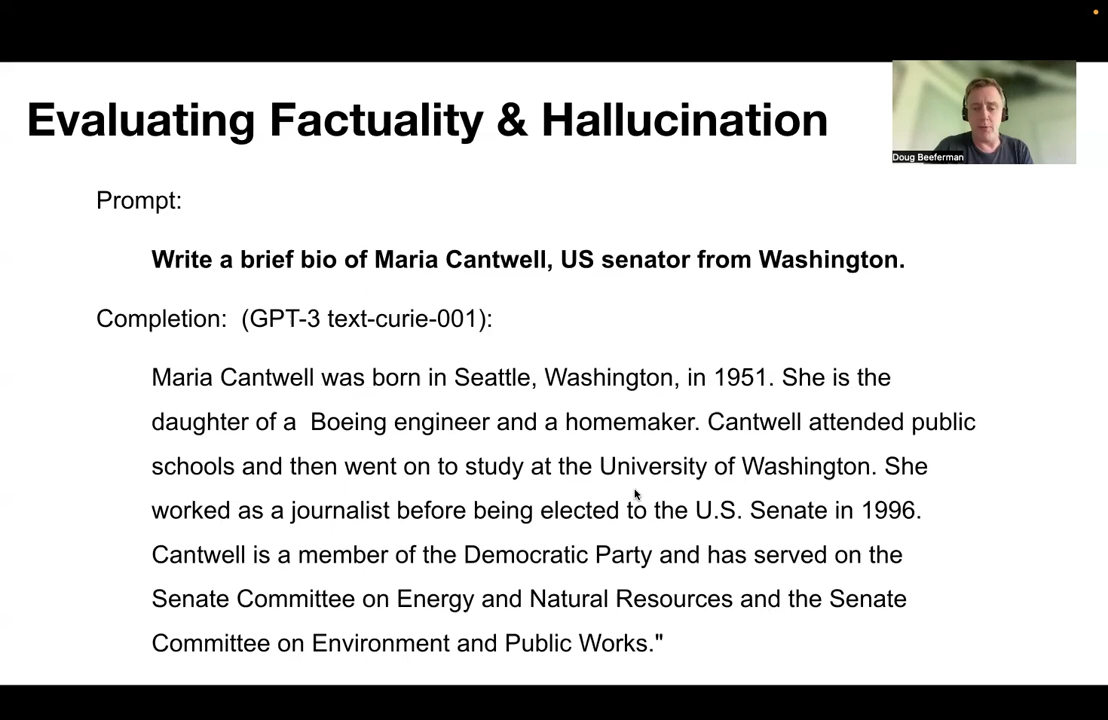 Evaluating Factuality & Hallucination
Doug Beeferman
Prompt:
Write a brief bio of Maria Cantwell, US senator from Washington.
Completion:  (GPT-3 text-curie-001):
Maria Cantwell was born in Seattle, Washington, in 1951. She is the
daughter of a  Boeing engineer and a homemaker. Cantwell attended public
schools and then went on to study at the University of Washington. She
worked as a journalist before being elected to the U.S. Senate in 1996.
Cantwell is a member of the Democratic Party and has served on the
Senate Committee on Energy and Natural Resources and the Senate
Committee on Environment and Public Works."